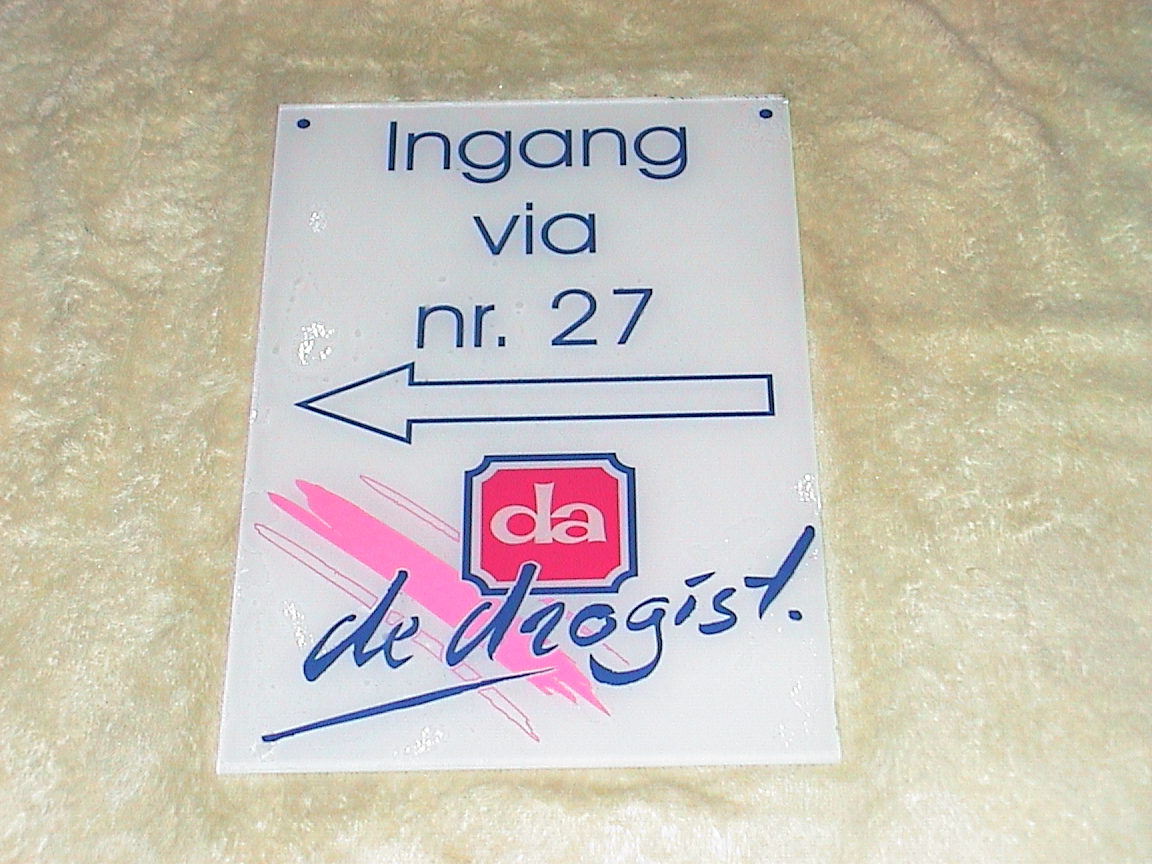 Ingang
via
nr. 27
da
de drogist.